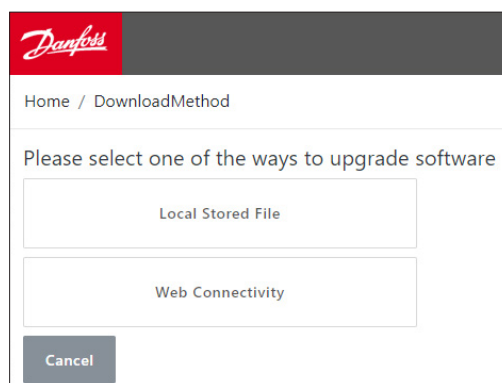 Danfoss
Home / DownloadMethod
Please select one of the ways to upgrade software
Local Stored File
Web Connectivity
Cancel